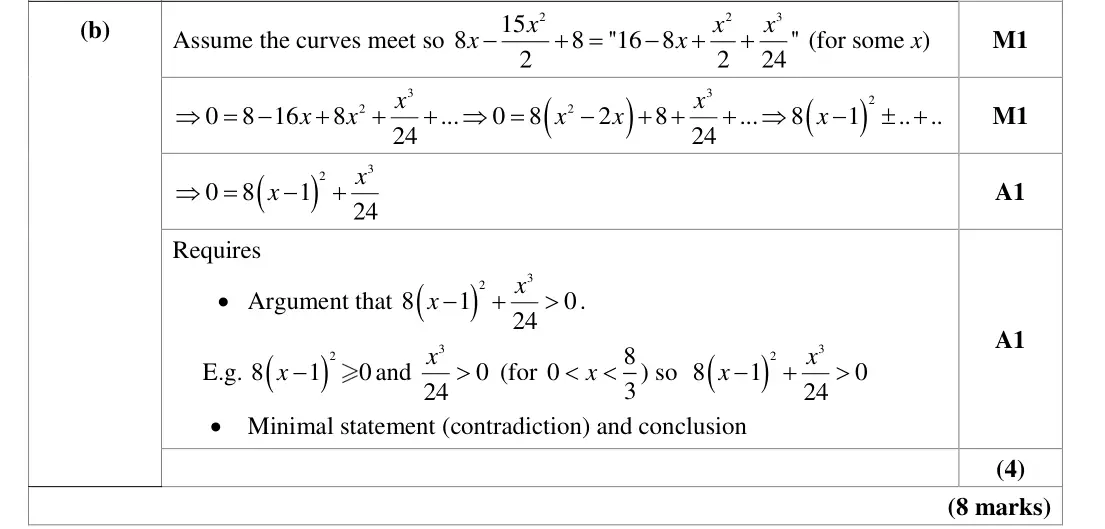 (b)
Assume the curves meet so 8x − 15x²/2 + 8 = "16 − 8x + x²/2 + x³/24" (for some x) M1
⇒ 0 = 8 − 16x + 8x² + x³/24 + ... ⇒ 0 = 8(x² − 2x) + 8 + x³/24 + ... ⇒ 8(x − 1)² ± .. + .. M1
⇒ 0 = 8(x − 1)² + x³/24 A1
Requires
• Argument that 8(x − 1)² + x³/24 > 0.
E.g. 8(x − 1)² ⩾ 0 and x³/24 > 0 (for 0 < x < 8/3) so 8(x − 1)² + x³/24 > 0 A1
• Minimal statement (contradiction) and conclusion
(4)
(8 marks)